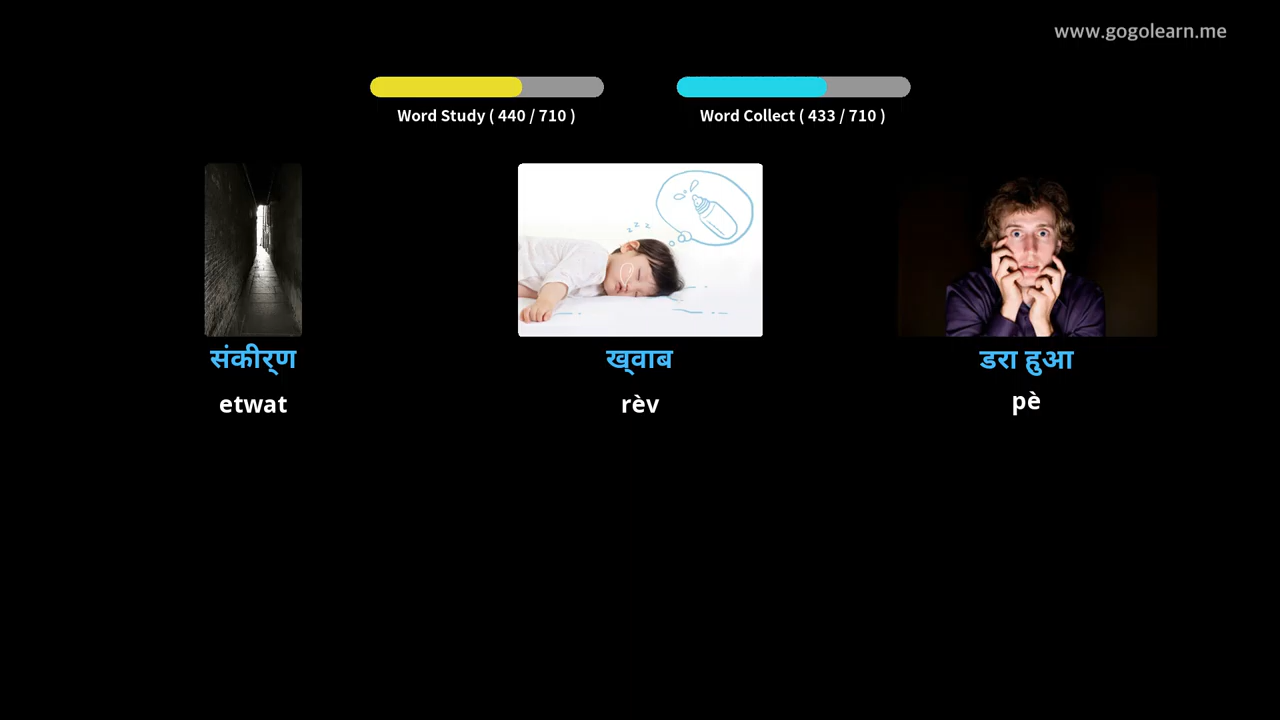 www.gogolearn.me
Word Study ( 440 / 710 )
Word Collect ( 433 / 710 )
संकीर्ण
ख्वाब
डरा हुआ
etwat
rèv
pè